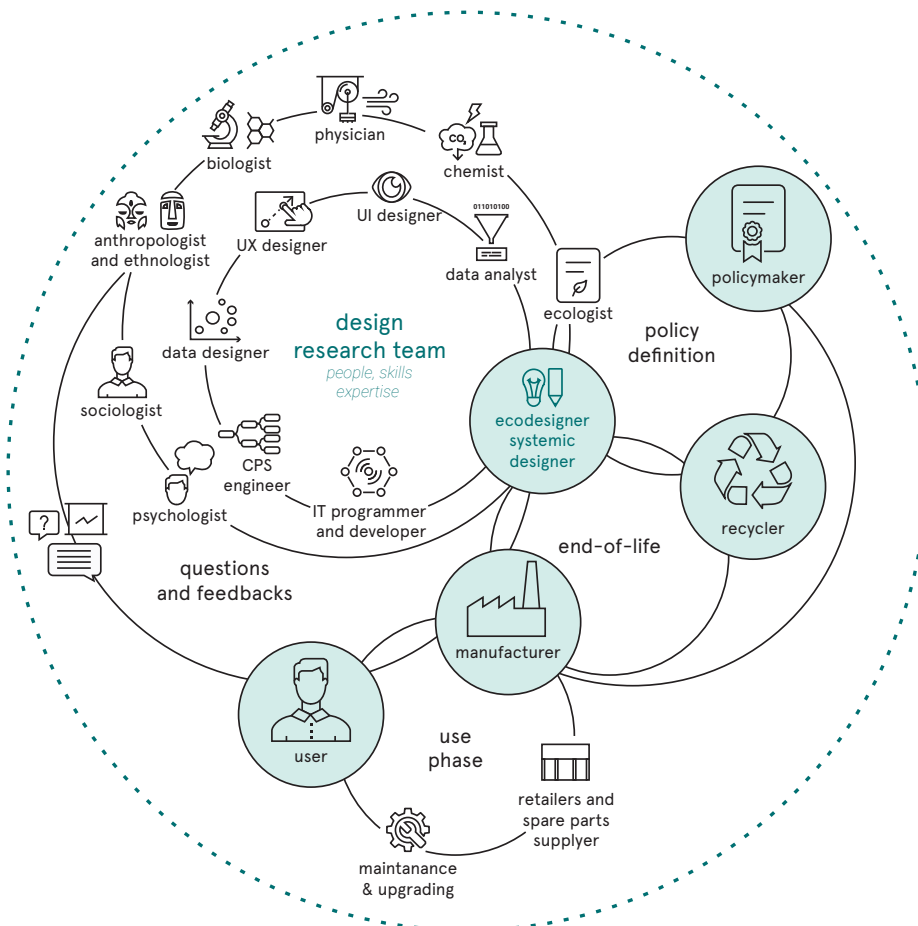 physician
biologist
CO₂
chemist
anthropologist
and ethnologist
UX designer
UI designer
011010100
data analyst
ecologist
policymaker
policy
definition
design
research team
people, skills
expertise
data designer
sociologist
ecodesigner
systemic
designer
CPS
engineer
psychologist
IT programmer
and developer
recycler
?
end-of-life
questions
and feedbacks
manufacturer
user
use
phase
retailers and
spare parts
supplyer
maintanance
& upgrading